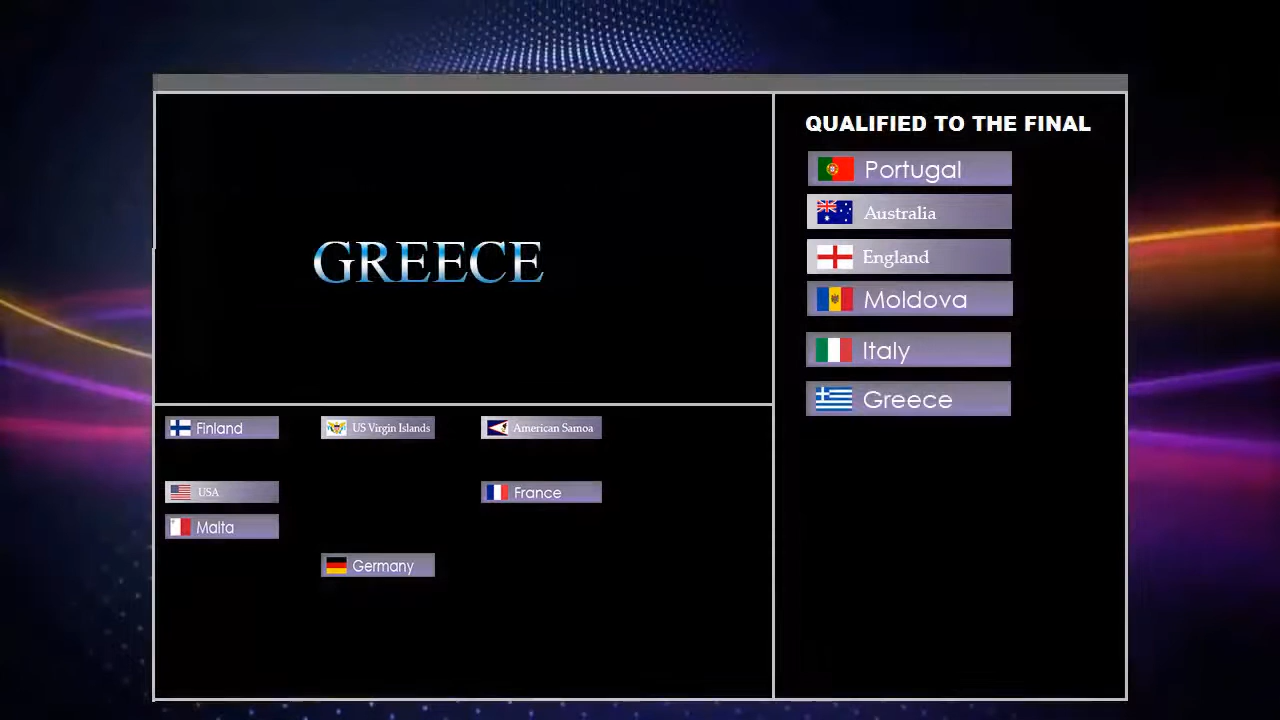 GREECE
Finland
US Virgin Islands
American Samoa
USA
France
Malta
Germany
QUALIFIED TO THE FINAL
Portugal
Australia
England
Moldova
Italy
Greece